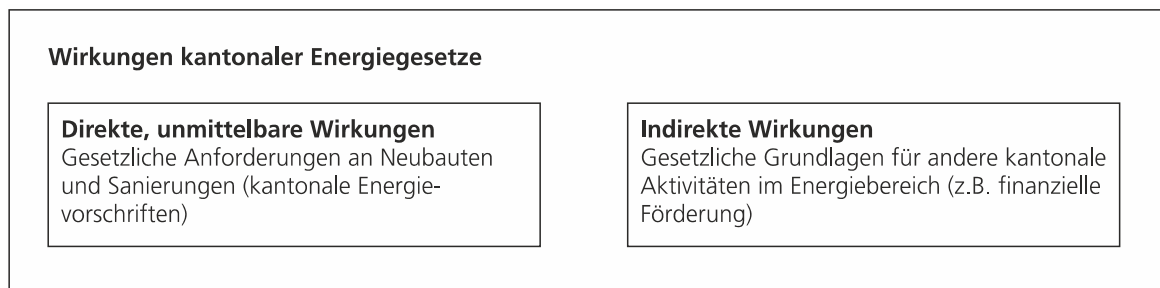 Wirkungen kantonaler Energiegesetze
Direkte, unmittelbare Wirkungen
Gesetzliche Anforderungen an Neubauten
und Sanierungen (kantonale Energie-
vorschriften)
Indirekte Wirkungen
Gesetzliche Grundlagen für andere kantonale
Aktivitäten im Energiebereich (z.B. finanzielle
Förderung)